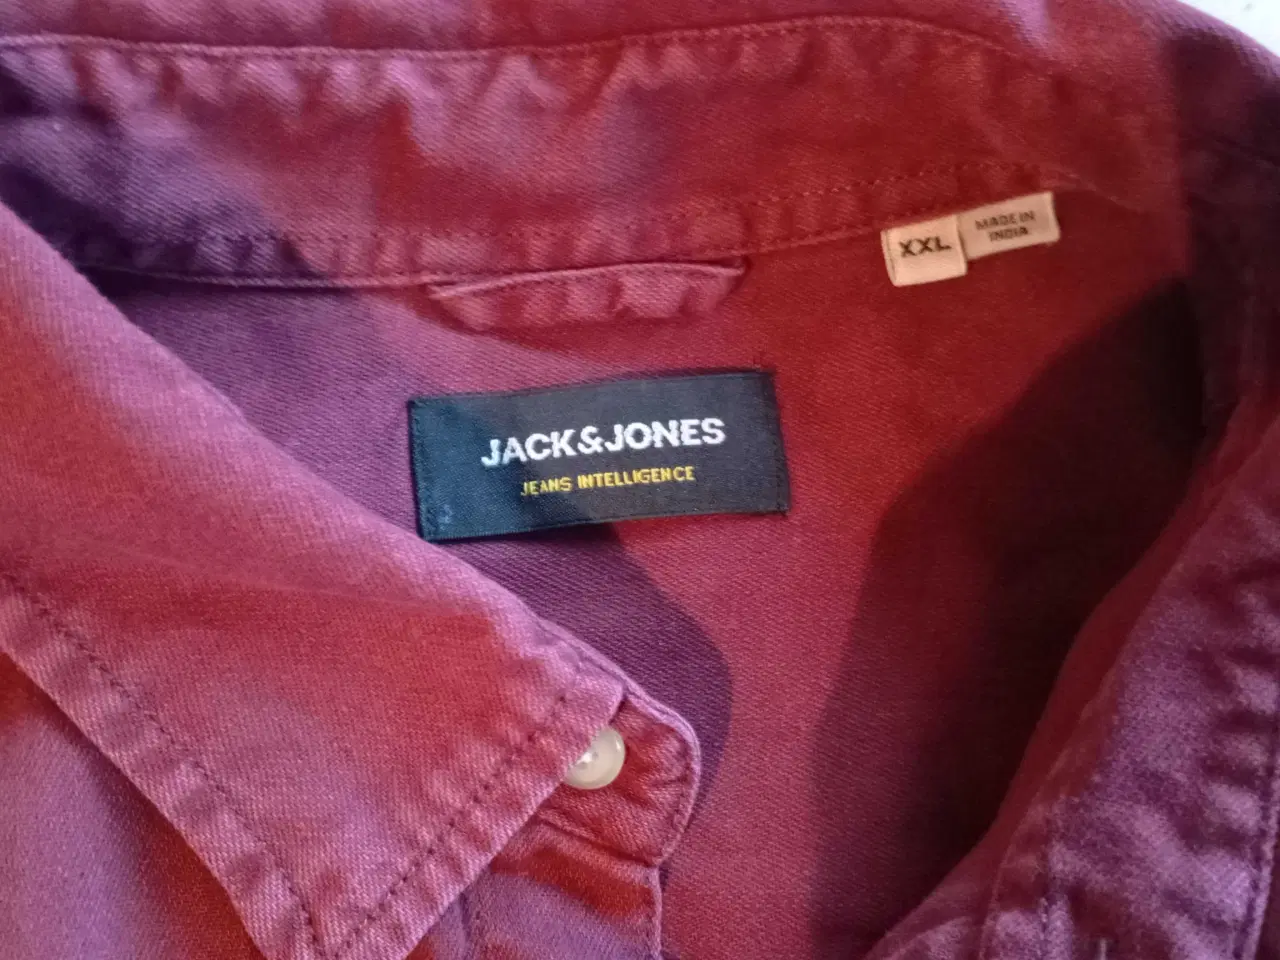 XXL
MADE IN
INDIA
JACK&JONES
JEANS INTELLIGENCE